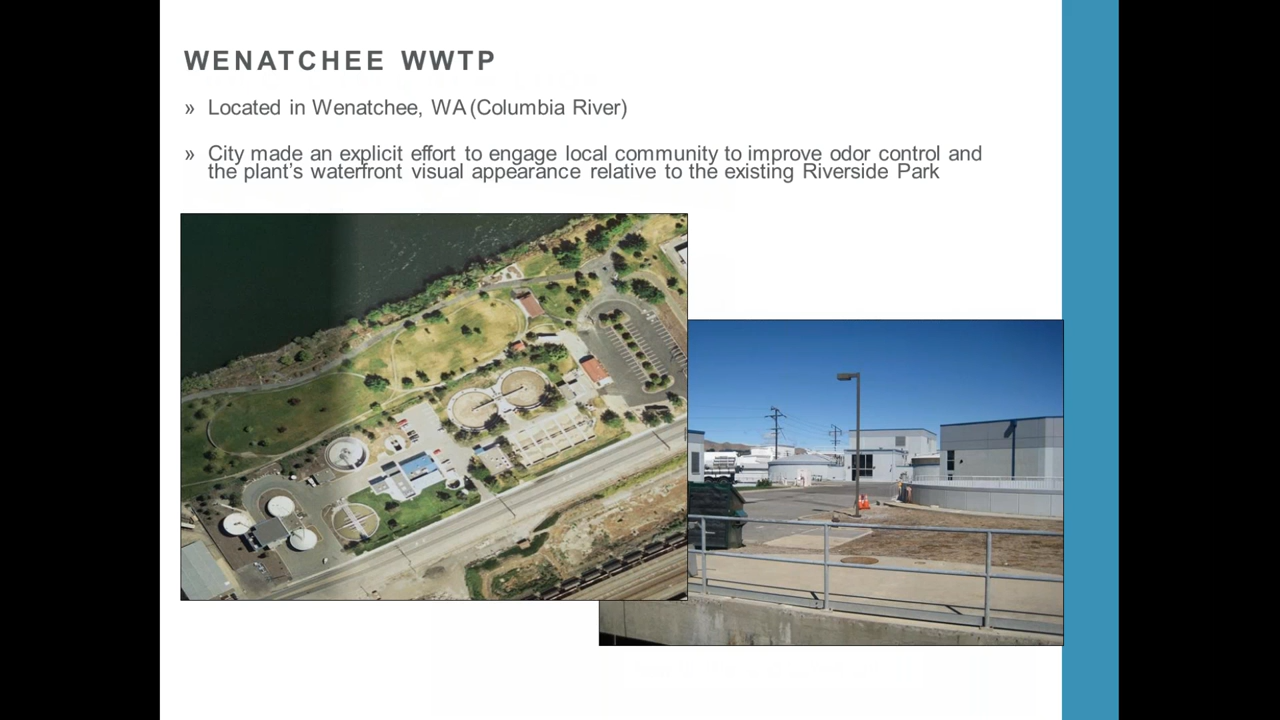 WENATCHEE WWTP
» Located in Wenatchee, WA (Columbia River)
» City made an explicit effort to engage local community to improve odor control and
the plant's waterfront visual appearance relative to the existing Riverside Park